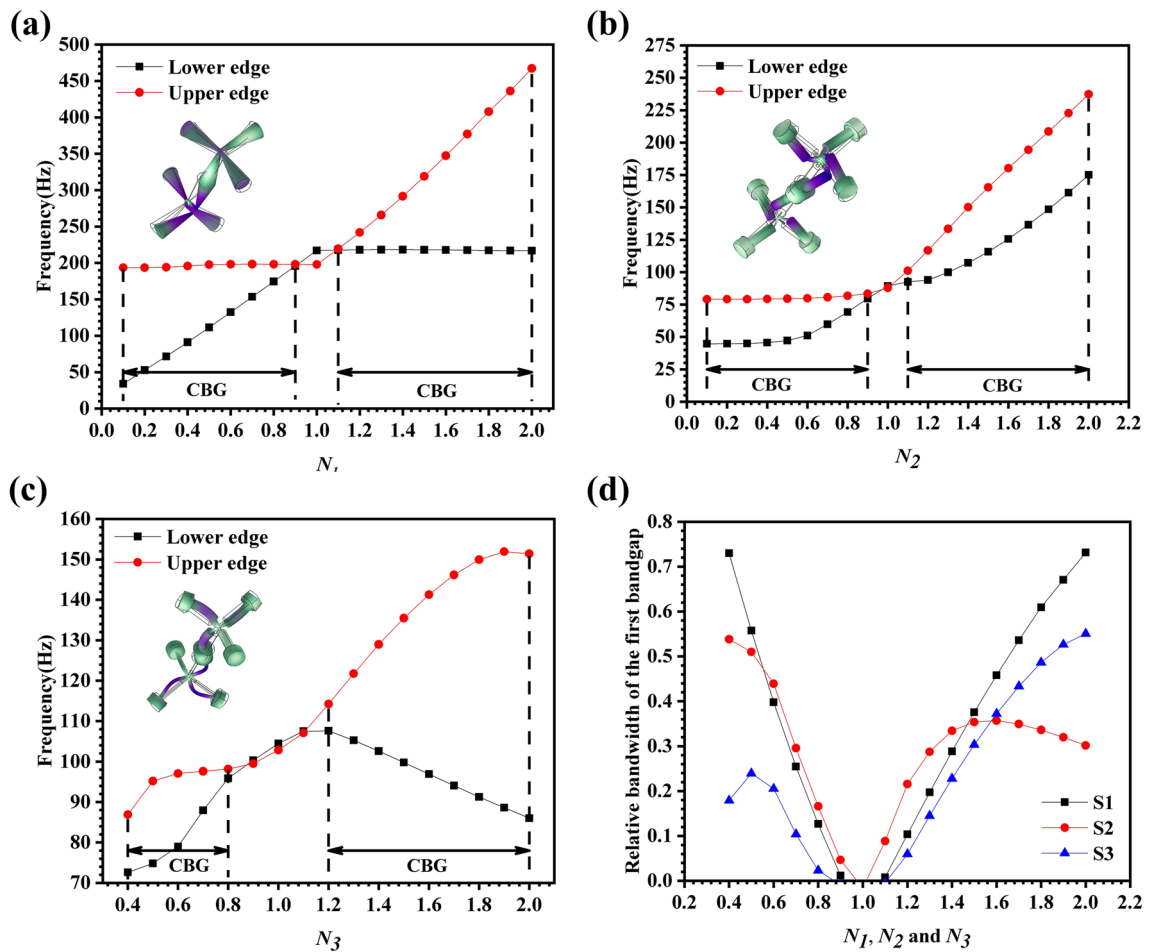 (a)
500
450
400
350
300
250
200
150
100
50
0
Frequency(Hz)
Lower edge
Upper edge
CBG
CBG
0.0 0.2 0.4 0.6 0.8 1.0 1.2 1.4 1.6 1.8 2.0
(b)
275
250
225
200
175
150
125
100
75
50
25
0
Frequency(Hz)
Lower edge
Upper edge
CBG
CBG
0.0 0.2 0.4 0.6 0.8 1.0 1.2 1.4 1.6 1.8 2.0 2.2
N2
(c)
160
150
140
130
120
110
100
90
80
70
Frequency(Hz)
Lower edge
Upper edge
CBG
CBG
0.4 0.6 0.8 1.0 1.2 1.4 1.6 1.8 2.0
N3
(d)
0.8
0.7
0.6
0.5
0.4
0.3
0.2
0.1
0.0
Relative bandwidth of the first bandgap
S1
S2
S3
0.2 0.4 0.6 0.8 1.0 1.2 1.4 1.6 1.8 2.0 2.2
N1, N2 and N3